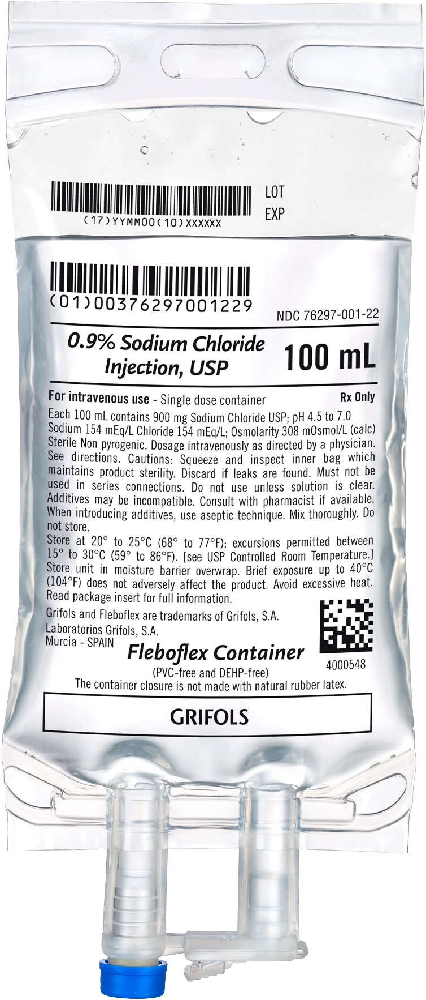 LOT
EXP
(17)YYMM00(10)XXXXXX
(01)00376297001229
NDC 76297-001-22
0.9% Sodium Chloride
Injection, USP
100 mL
For intravenous use - Single dose container
Rx Only
Each 100 mL contains 900 mg Sodium Chloride USP; pH 4.5 to 7.0
Sodium 154 mEq/L Chloride 154 mEq/L; Osmolarity 308 mOsmol/L (calc)
Sterile Non pyrogenic. Dosage intravenously as directed by a physician.
See directions. Cautions: Squeeze and inspect inner bag which
maintains product sterility. Discard if leaks are found. Must not be
used in series connections. Do not use unless solution is clear.
Additives may be incompatible. Consult with pharmacist if available.
When introducing additives, use aseptic technique. Mix thoroughly. Do
not store.
Store at 20° to 25°C (68° to 77°F); excursions permitted between
15° to 30°C (59° to 86°F). [see USP Controlled Room Temperature.]
Store unit in moisture barrier overwrap. Brief exposure up to 40°C
(104°F) does not adversely affect the product. Avoid excessive heat.
Read package insert for full information.
Grifols and Fleboflex are trademarks of Grifols, S.A.
Laboratorios Grifols, S.A.
Murcia - SPAIN
Fleboflex Container
4000548
(PVC-free and DEHP-free)
The container closure is not made with natural rubber latex.
GRIFOLS